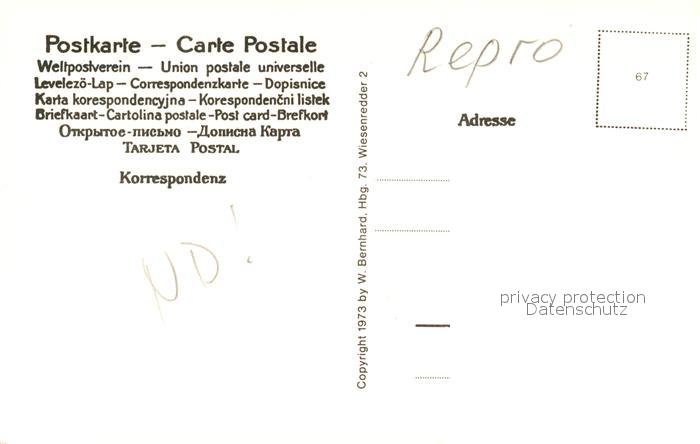 Postkarte — Carte Postale
Weltpostverein — Union postale universelle
Levelező-Lap — Correspondenzkarte — Dopisnice
Karta korespondencyjna — Korespondenční listek
Briefkaart-Cartolina postale-Post card-Brefkort
Открытое-письмо —Дописна Карта
TARJETA POSTAL
Korrespondenz
ND!
Copyright 1973 by W. Bernhard, Hbg. 73. Wiesenredder 2
Repro
67
Adresse
privacy protection
Datenschutz